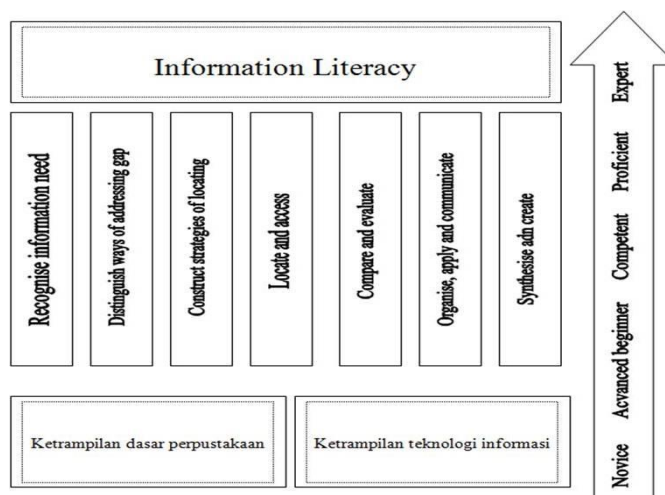 Information Literacy
Recognise information need
Distinguish ways of addressing gap
Construct strategies of locating
Locate and access
Compare and evaluate
Organise, apply and communicate
Synthesise adn create
Ketrampilan dasar perpustakaan
Ketrampilan teknologi informasi
Novice
Acvanced beginner
Competent
Proficient
Expert